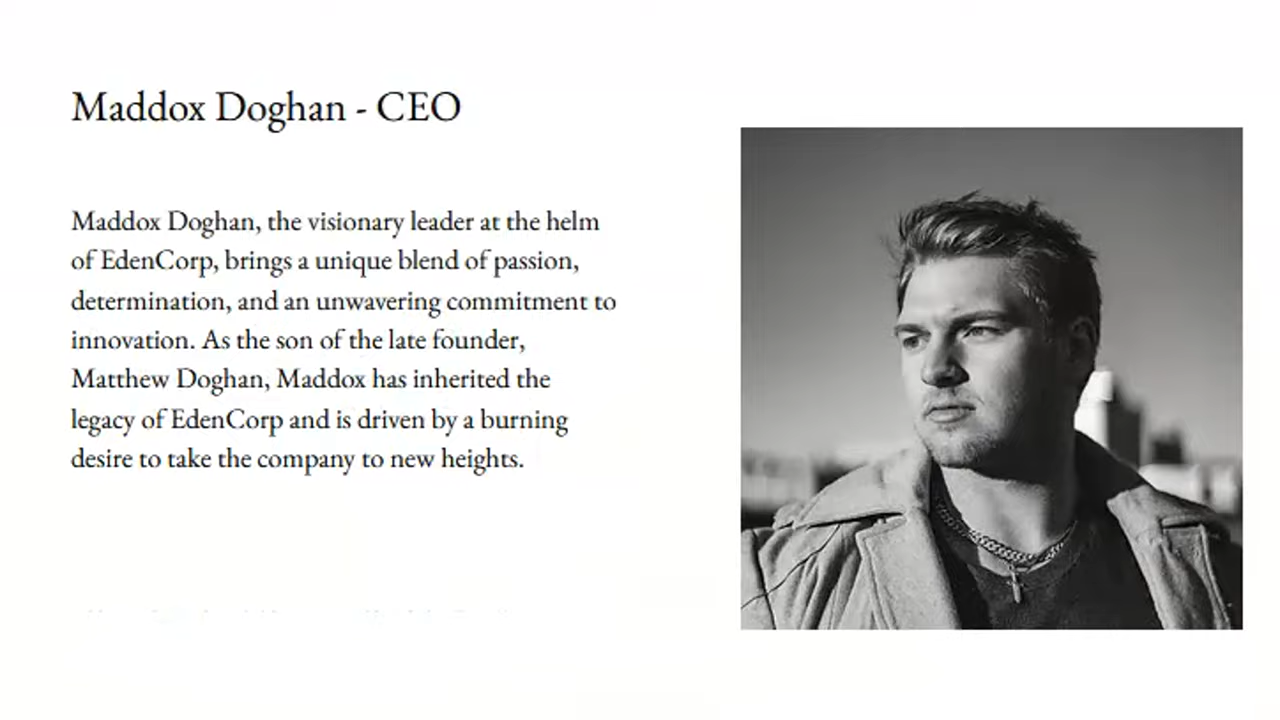 Maddox Doghan - CEO
Maddox Doghan, the visionary leader at the helm
of EdenCorp, brings a unique blend of passion,
determination, and an unwavering commitment to
innovation. As the son of the late founder,
Matthew Doghan, Maddox has inherited the
legacy of EdenCorp and is driven by a burning
desire to take the company to new heights.